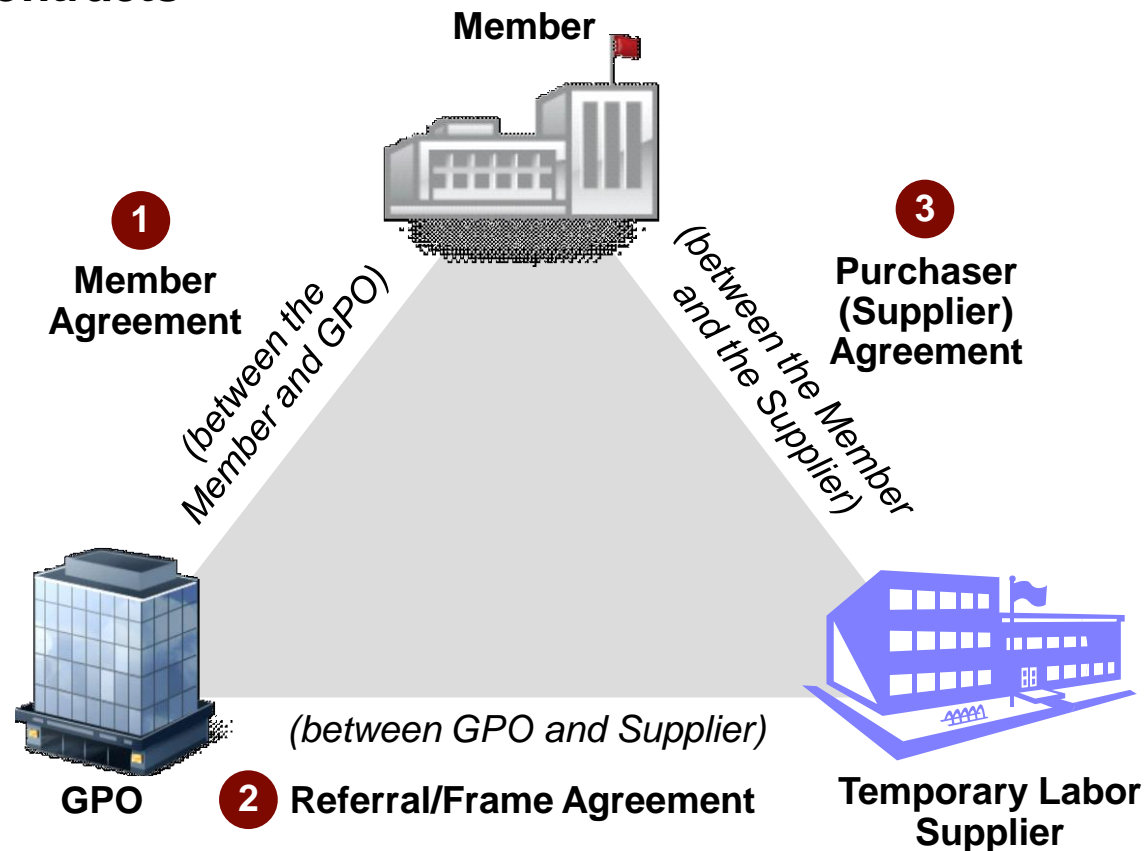 Member
1
Member
Agreement
(between the
Member and GPO)
3
Purchaser
(Supplier)
Agreement
(between the Member
and the Supplier)
(between GPO and Supplier)
GPO
2 Referral/Frame Agreement
Temporary Labor
Supplier